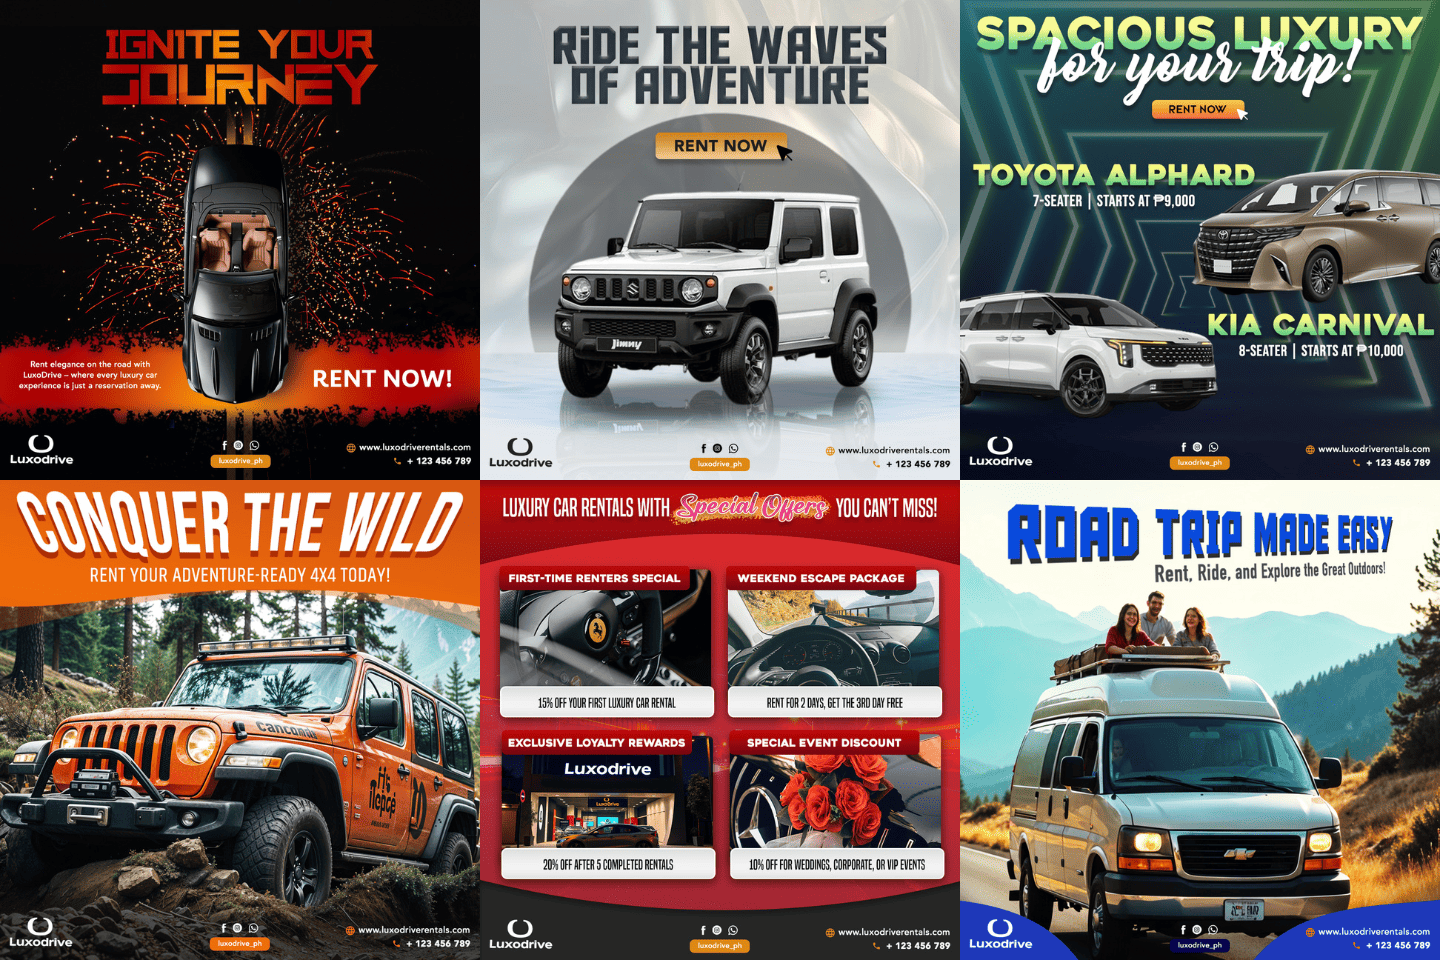 IGNITE YOUR
JOURNEY
Rent elegance on the road with
LuxoDrive – where every luxury car
experience is just a reservation away.
RENT NOW!
Luxodrive
luxodrive_ph
www.luxodriverentals.com
+ 123 456 789
RiDE THE WAVES
OF ADVENTURE
RENT NOW
Jimny
Luxodrive
luxodrive_ph
www.luxodriverentals.com
+ 123 456 789
SPACIOUS LUXURY
for your trip!
RENT NOW
TOYOTA ALPHARD
7-SEATER | STARTS AT ₱9,000
KIA CARNIVAL
8-SEATER | STARTS AT ₱10,000
Luxodrive
luxodrive_ph
www.luxodriverentals.com
+ 123 456 789
CONQUER THE WILD
RENT YOUR ADVENTURE-READY 4X4 TODAY!
Luxodrive
luxodrive_ph
www.luxodriverentals.com
+ 123 456 789
LUXURY CAR RENTALS WITH Special Offers YOU CAN'T MISS!
FIRST-TIME RENTERS SPECIAL
15% OFF YOUR FIRST LUXURY CAR RENTAL
WEEKEND ESCAPE PACKAGE
RENT FOR 2 DAYS, GET THE 3RD DAY FREE
EXCLUSIVE LOYALTY REWARDS
Luxodrive
LuxoDrive
20% OFF AFTER 5 COMPLETED RENTALS
SPECIAL EVENT DISCOUNT
10% OFF FOR WEDDINGS, CORPORATE, OR VIP EVENTS
Luxodrive
luxodrive_ph
www.luxodriverentals.com
+ 123 456 789
ROAD TRIP MADE EASY
Rent, Ride, and Explore the Great Outdoors!
Luxodrive
luxodrive_ph
www.luxodriverentals.com
+ 123 456 789